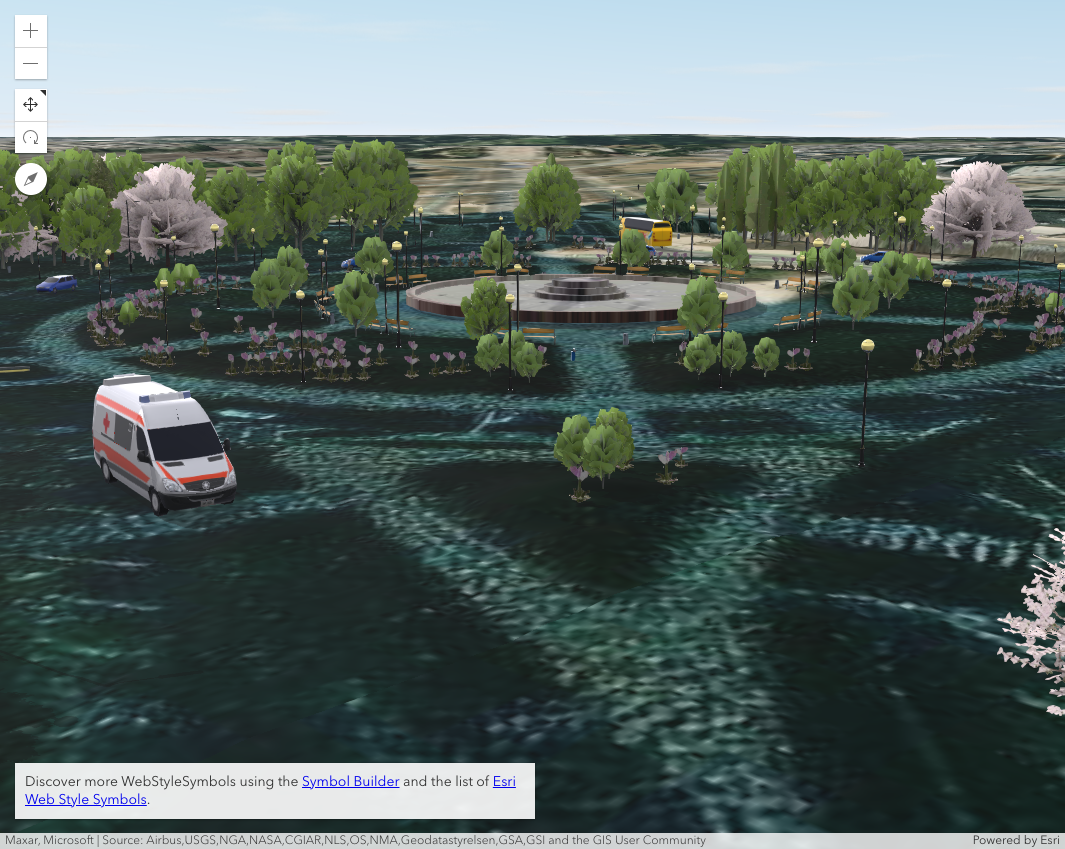 Discover more WebStyleSymbols using the Symbol Builder and the list of Esri
Web Style Symbols.
Maxar, Microsoft | Source: Airbus,USGS,NGA,NASA,CGIAR,NLS,OS,NMA,Geodatastyrelsen,GSA,GSI and the GIS User Community
Powered by Esri